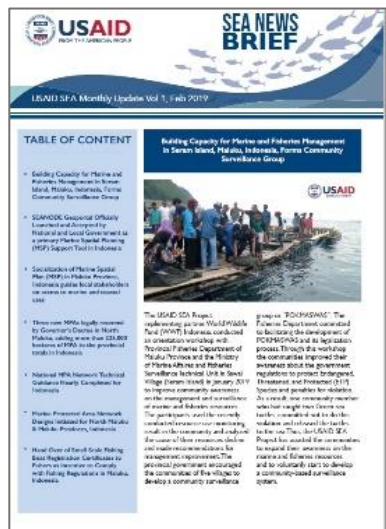 USAID
FROM THE AMERICAN PEOPLE
SEA NEWS
BRIEF
USAID SEA Monthly Update Vol 1, Feb 2019
TABLE OF CONTENT
Building Capacity for Marine and
Fisheries Management in Seram
Island, Maluku, Indonesia, Forms
Community Surveillance Group
SEANODE Geoportal Officially
Launched and Accepted by
National and Local Government as
a primary Marine Spatial Planning
(MSP) Support Tool in Indonesia
Socialization of Marine Spatial
Plan (MSP) in Maluku Province,
Indonesia guides local stakeholders
on access to marine and coastal
Three new MPAs legally reserved
by Governor's Decree in North
Maluku, adding more than 225,000
hectares of MPA to the provincial
totals in Indonesia
National MPA Network Technical
Guidance Nearly Completed for
Indonesia
Marine Protected Area Network
Designs Initiated for North Maluku
& Maluku Provinces, Indonesia
Hand Over of Small Scale Fishing
Boat Registration Certificates to
Fishers as Incentive to Comply
with Fishing Regulations in Maluku,
Indonesia
Building Capacity for Marine and Fisheries Management
in Seram Island, Maluku, Indonesia, Forms Community
Surveillance Group
USAID
The USAID SEA Project
implementing partner World Wildlife
Fund (WWF) Indonesia, conducted
an orientation workshop with
Provincial Fisheries Department of
Maluku Province and the Ministry
of Marine Affairs and Fisheries
Surveillance Technical Unit in Sawai
Village (Seram Island) in January 2019
to improve community awareness
on the management and surveillance
of marine and fisheries resources.
The participants used the recently
conducted resource use monitoring
result in the community and analyzed
the cause of their resources decline
and made recommendations for
management improvement. The
provincial government encouraged
the communities of five villages to
develop a community surveillance
group or "POKMASWAS". The
Fisheries Department committed
to facilitating the development of
POKMASWAS and its legalization
process. Through this workshop
the communities improved their
awareness about the government
regulations to protect Endangered,
Threatened, and Protected (ETP)
Species and penalties for violation.
As a result, one community member
who had caught two Green sea
turtles, committed not to do the
violation and released the turtles
to the sea. Thus, the USAID SEA
Project has assisted the communities
to expand their awareness on the
marine and fisheries resources
and to voluntarily start to develop
a community-based surveillance
system.